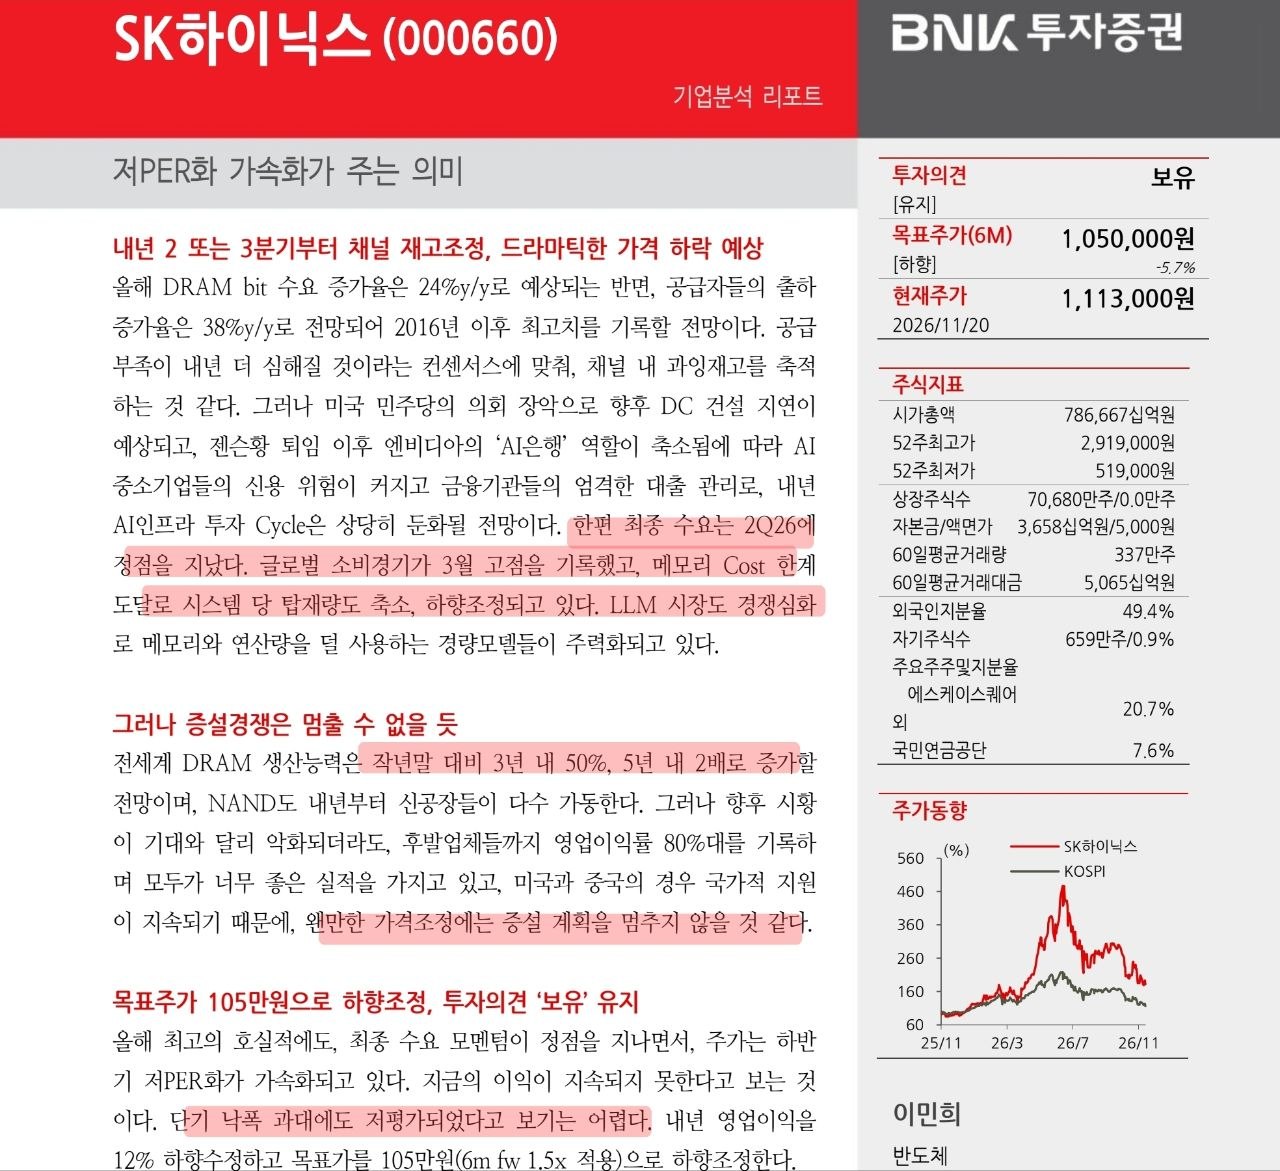 SK하이닉스 (000660)
기업분석 리포트
BNK 투자증권
저PER화 가속화가 주는 의미
내년 2 또는 3분기부터 채널 재고조정, 드라마틱한 가격 하락 예상
올해 DRAM bit 수요 증가율은 24%y/y로 예상되는 반면, 공급자들의 출하
증가율은 38%y/y로 전망되어 2016년 이후 최고치를 기록할 전망이다. 공급
부족이 내년 더 심해질 것이라는 컨센서스에 맞춰, 채널 내 과잉재고를 축적
하는 것 같다. 그러나 미국 민주당의 의회 장악으로 향후 DC 건설 지연이
예상되고, 젠슨황 퇴임 이후 엔비디아의 ‘AI은행’ 역할이 축소됨에 따라 AI
중소기업들의 신용 위험이 커지고 금융기관들의 엄격한 대출 관리로, 내년
AI인프라 투자 Cycle은 상당히 둔화될 전망이다. 한편 최종 수요는 2Q26에
정점을 지났다. 글로벌 소비경기가 3월 고점을 기록했고, 메모리 Cost 한계
도달로 시스템 당 탑재량도 축소, 하향조정되고 있다. LLM 시장도 경쟁심화
로 메모리와 연산량을 덜 사용하는 경량모델들이 주력화되고 있다.
그러나 증설경쟁은 멈출 수 없을 듯
전세계 DRAM 생산능력은 작년말 대비 3년 내 50%, 5년 내 2배로 증가할
전망이며, NAND도 내년부터 신공장들이 다수 가동한다. 그러나 향후 시황
이 기대와 달리 악화되더라도, 후발업체들까지 영업이익률 80%대를 기록하
며 모두가 너무 좋은 실적을 가지고 있고, 미국과 중국의 경우 국가적 지원
이 지속되기 때문에, 왠만한 가격조정에는 증설 계획을 멈추지 않을 것 같다.
목표주가 105만원으로 하향조정, 투자의견 ‘보유’ 유지
올해 최고의 호실적에도, 최종 수요 모멘텀이 정점을 지나면서, 주가는 하반
기 저PER화가 가속화되고 있다. 지금의 이익이 지속되지 못한다고 보는 것
이다. 단기 낙폭 과대에도 저평가되었다고 보기는 어렵다. 내년 영업이익을
12% 하향수정하고 목표가를 105만원(6m fw 1.5x 적용)으로 하향조정한다.
투자의견 보유
[유지]
목표주가(6M) 1,050,000원
[하향] -5.7%
현재주가 1,113,000원
2026/11/20
주식지표
시가총액 786,667십억원
52주최고가 2,919,000원
52주최저가 519,000원
상장주식수 70,680만주/0.0만주
자본금/액면가 3,658십억원/5,000원
60일평균거래량 337만주
60일평균거래대금 5,065십억원
외국인지분율 49.4%
자기주식수 659만주/0.9%
주요주주및지분율
에스케이스퀘어
외 20.7%
국민연금공단 7.6%
주가동향
(%)
SK하이닉스
KOSPI
560
460
360
260
160
60
25/11 26/3 26/7 26/11
이민희
반도체